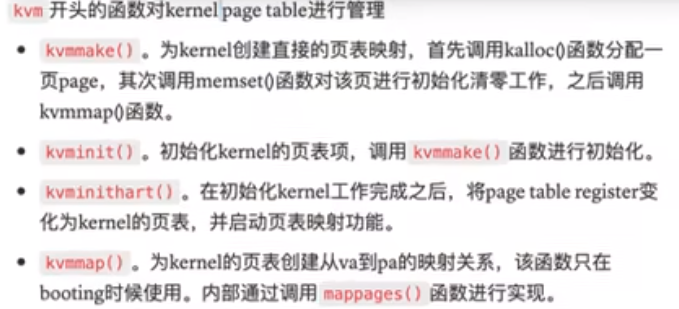 kvm 开头的函数对kernel page table进行管理
• kvmmake() 。为kernel创建直接的页表映射，首先调用kalloc()函数分配一
页page，其次调用memset()函数对该页进行初始化清零工作，之后调用
kvmmap()函数。
• kvminit() 。初始化kernel的页表项，调用 kvmmake() 函数进行初始化。
• kvminithart() 。在初始化kernel工作完成之后，将page table register变
化为kernel的页表，并启动页表映射功能。
• kvmmap() 。为kernel的页表创建从va到pa的映射关系，该函数只在
booting时候使用。内部通过调用 mappages() 函数进行实现。